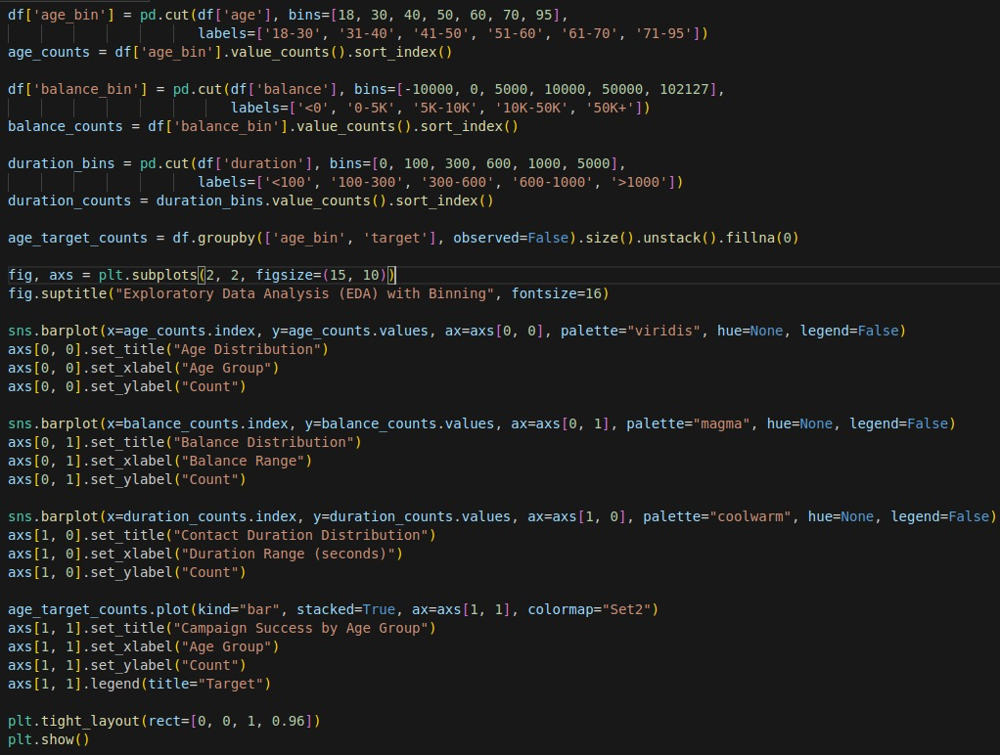 df['age_bin'] = pd.cut(df['age'], bins=[18, 30, 40, 50, 60, 70, 95],
                       labels=['18-30', '31-40', '41-50', '51-60', '61-70', '71-95'])
age_counts = df['age_bin'].value_counts().sort_index()

df['balance_bin'] = pd.cut(df['balance'], bins=[-10000, 0, 5000, 10000, 50000, 102127],
                           labels=['<0', '0-5K', '5K-10K', '10K-50K', '50K+'])
balance_counts = df['balance_bin'].value_counts().sort_index()

duration_bins = pd.cut(df['duration'], bins=[0, 100, 300, 600, 1000, 5000],
                       labels=['<100', '100-300', '300-600', '600-1000', '>1000'])
duration_counts = duration_bins.value_counts().sort_index()

age_target_counts = df.groupby(['age_bin', 'target'], observed=False).size().unstack().fillna(0)

fig, axs = plt.subplots(2, 2, figsize=(15, 10))
fig.suptitle("Exploratory Data Analysis (EDA) with Binning", fontsize=16)

sns.barplot(x=age_counts.index, y=age_counts.values, ax=axs[0, 0], palette="viridis", hue=None, legend=False)
axs[0, 0].set_title("Age Distribution")
axs[0, 0].set_xlabel("Age Group")
axs[0, 0].set_ylabel("Count")

sns.barplot(x=balance_counts.index, y=balance_counts.values, ax=axs[0, 1], palette="magma", hue=None, legend=False)
axs[0, 1].set_title("Balance Distribution")
axs[0, 1].set_xlabel("Balance Range")
axs[0, 1].set_ylabel("Count")

sns.barplot(x=duration_counts.index, y=duration_counts.values, ax=axs[1, 0], palette="coolwarm", hue=None, legend=False)
axs[1, 0].set_title("Contact Duration Distribution")
axs[1, 0].set_xlabel("Duration Range (seconds)")
axs[1, 0].set_ylabel("Count")

age_target_counts.plot(kind="bar", stacked=True, ax=axs[1, 1], colormap="Set2")
axs[1, 1].set_title("Campaign Success by Age Group")
axs[1, 1].set_xlabel("Age Group")
axs[1, 1].set_ylabel("Count")
axs[1, 1].legend(title="Target")

plt.tight_layout(rect=[0, 0, 1, 0.96])
plt.show()